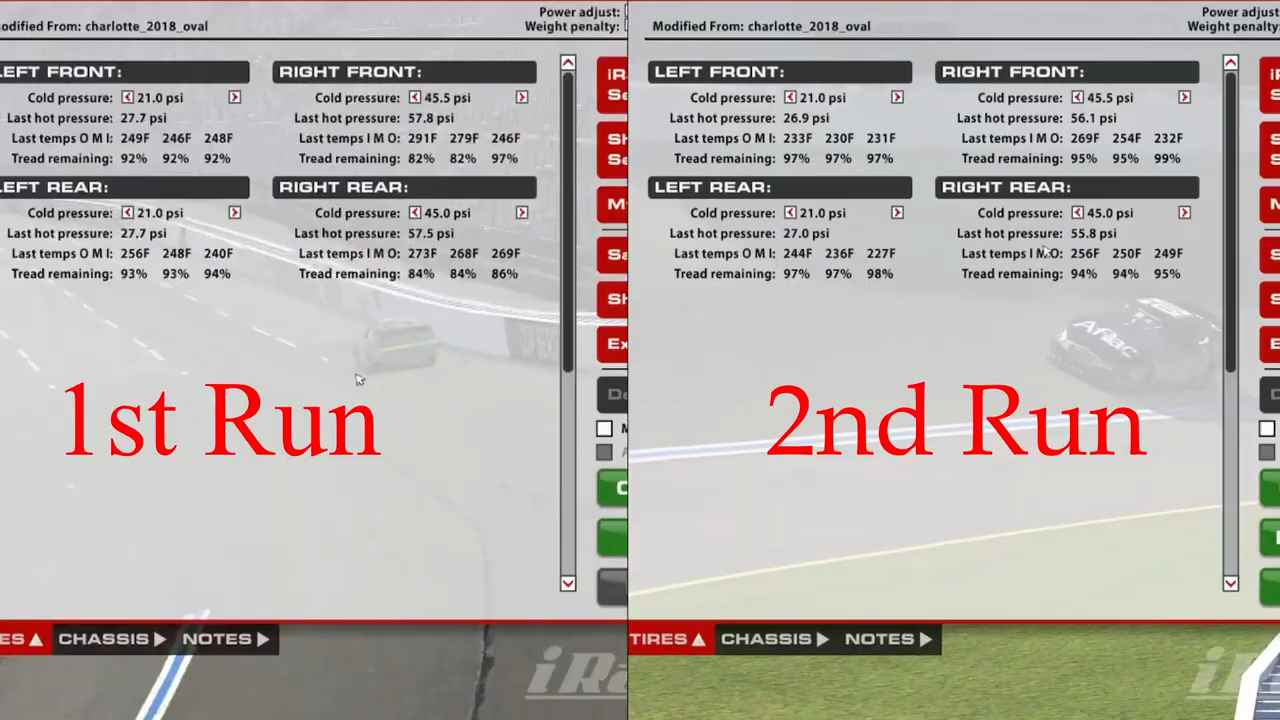 Power adjust:
odified From: charlotte_2018_oval
Weight penalty:
LEFT FRONT:
RIGHT FRONT:
Cold pressure: 21.0 psi
Cold pressure: 45.5 psi
Last hot pressure: 27.7 psi
Last hot pressure: 57.8 psi
Last temps O M I: 249F 246F 248F
Last temps I M O: 291F 279F 246F
Tread remaining: 92% 92% 92%
Tread remaining: 82% 82% 97%
LEFT REAR:
RIGHT REAR:
Cold pressure: 21.0 psi
Cold pressure: 45.0 psi
Last hot pressure: 27.7 psi
Last hot pressure: 57.5 psi
Last temps O M I: 256F 248F 240F
Last temps I M O: 273F 268F 269F
Tread remaining: 93% 93% 94%
Tread remaining: 84% 84% 86%
1st Run
ES CHASSIS NOTES
iRa
Power adjust:
Modified From: charlotte_2018_oval
Weight penalty:
LEFT FRONT:
RIGHT FRONT:
Cold pressure: 21.0 psi
Cold pressure: 45.5 psi
Last hot pressure: 26.9 psi
Last hot pressure: 56.1 psi
Last temps O M I: 233F 230F 231F
Last temps I M O: 269F 254F 232F
Tread remaining: 97% 97% 97%
Tread remaining: 95% 95% 99%
LEFT REAR:
RIGHT REAR:
Cold pressure: 21.0 psi
Cold pressure: 45.0 psi
Last hot pressure: 27.0 psi
Last hot pressure: 55.8 psi
Last temps O M I: 244F 236F 227F
Last temps I M O: 256F 250F 249F
Tread remaining: 97% 97% 98%
Tread remaining: 94% 94% 95%
Aflac
2nd Run
TIRES CHASSIS NOTES